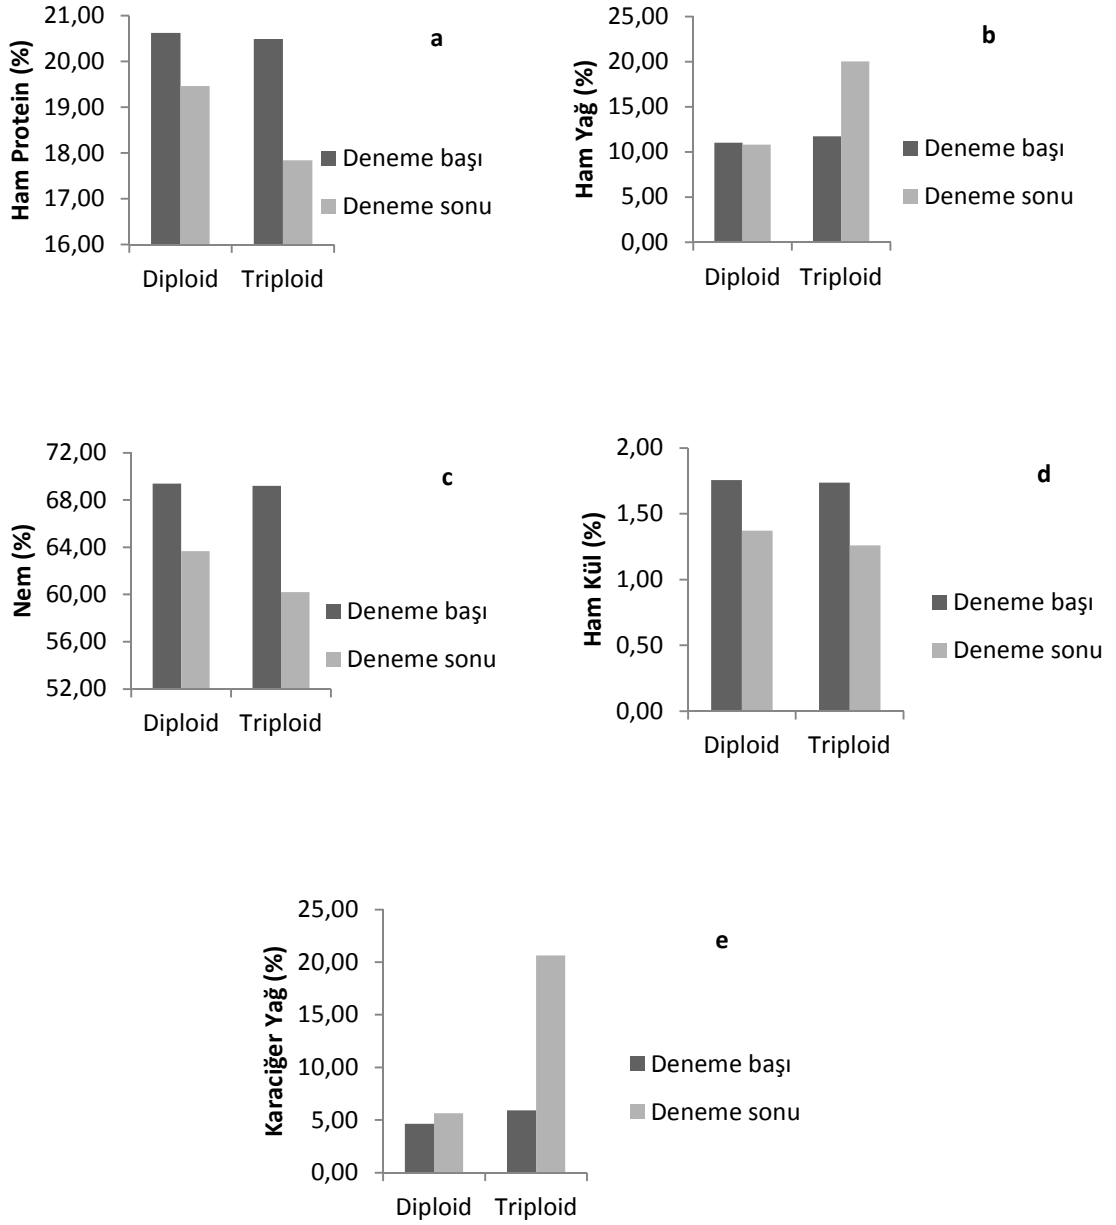 a
Ham Protein (%)
21,00
20,00
19,00
18,00
17,00
16,00
Diploid Triploid
Deneme başı
Deneme sonu
b
Ham Yağ (%)
25,00
20,00
15,00
10,00
5,00
0,00
Diploid Triploid
Deneme başı
Deneme sonu
c
Nem (%)
72,00
68,00
64,00
60,00
56,00
52,00
Diploid Triploid
Deneme başı
Deneme sonu
d
Ham Kül (%)
2,00
1,50
1,00
0,50
0,00
Diploid Triploid
Deneme başı
Deneme sonu
e
Karaciğer Yağ (%)
25,00
20,00
15,00
10,00
5,00
0,00
Diploid Triploid
Deneme başı
Deneme sonu